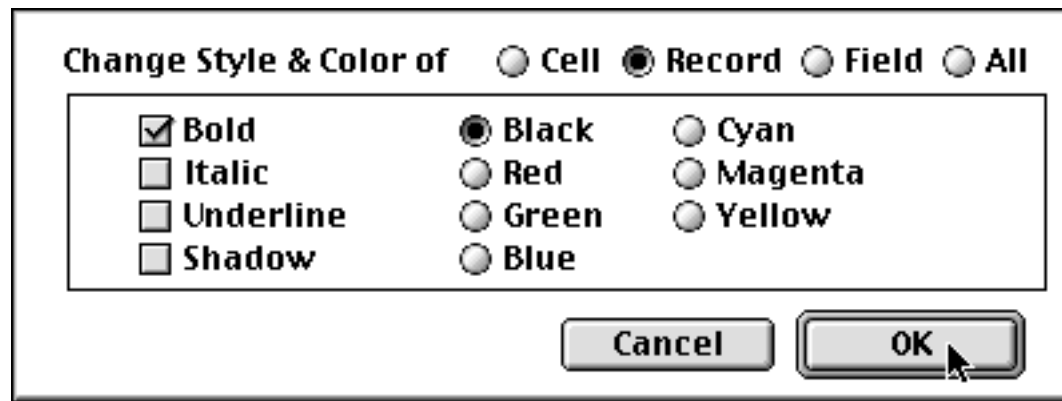 Change Style & Color of Cell Record Field All
Bold Black Cyan
Italic Red Magenta
Underline Green Yellow
Shadow Blue
Cancel OK